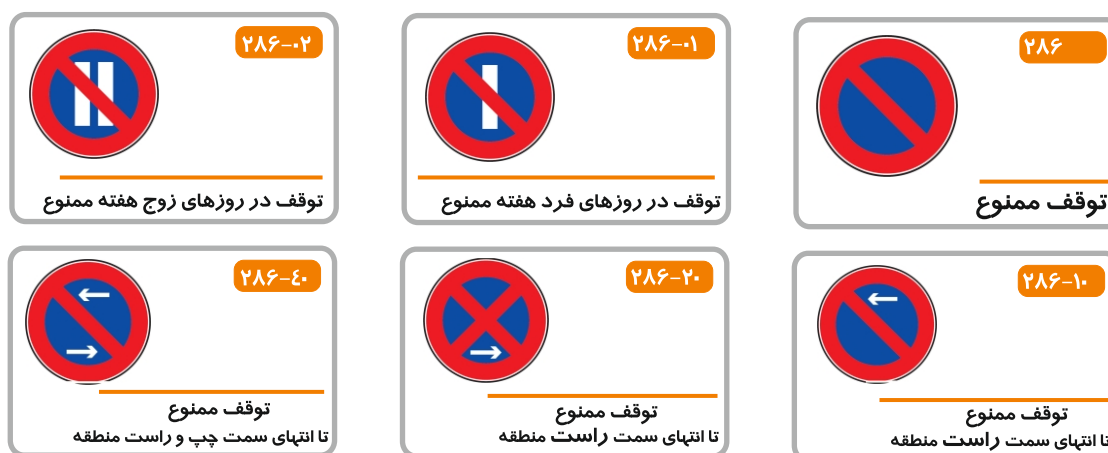 ۲۸۶
توقف ممنوع
۲۸۶-۰۱
توقف در روزهای فرد هفته ممنوع
۲۸۶-۰۲
توقف در روزهای زوج هفته ممنوع
۲۸۶-۱۰
توقف ممنوع
تا انتهای سمت راست منطقه
۲۸۶-۲۰
توقف ممنوع
تا انتهای سمت راست منطقه
۲۸۶-٤۰
توقف ممنوع
تا انتهای سمت چپ و راست منطقه